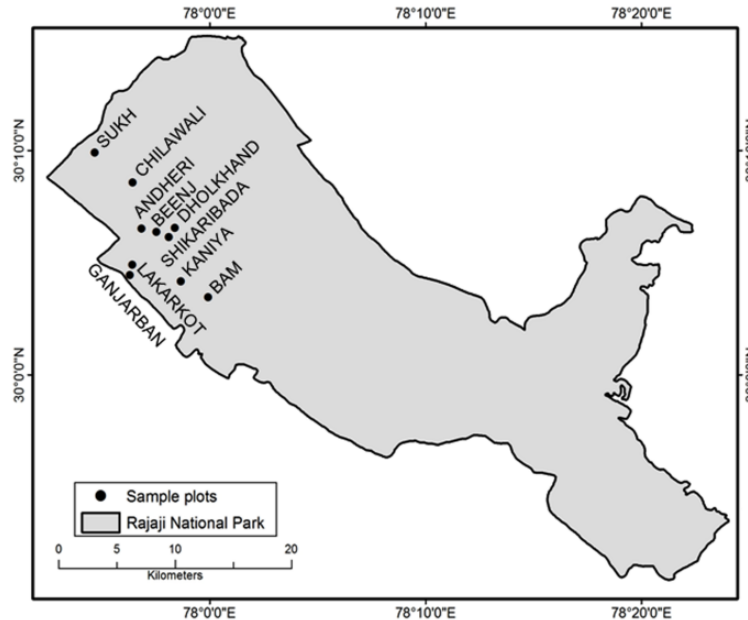 78°0'0"E
78°10'0"E
78°20'0"E
30°10'0"N
SUKH
CHILAWALI
ANDHERI
BEENJ
DHOLKHAND
SHIKARIBADA
KANIYA
LAKARKOT
GANJARBAN
BAM
30°0'0"N
Sample plots
Rajaji National Park
0 5 10 20
Kilometers
78°0'0"E
78°10'0"E
78°20'0"E